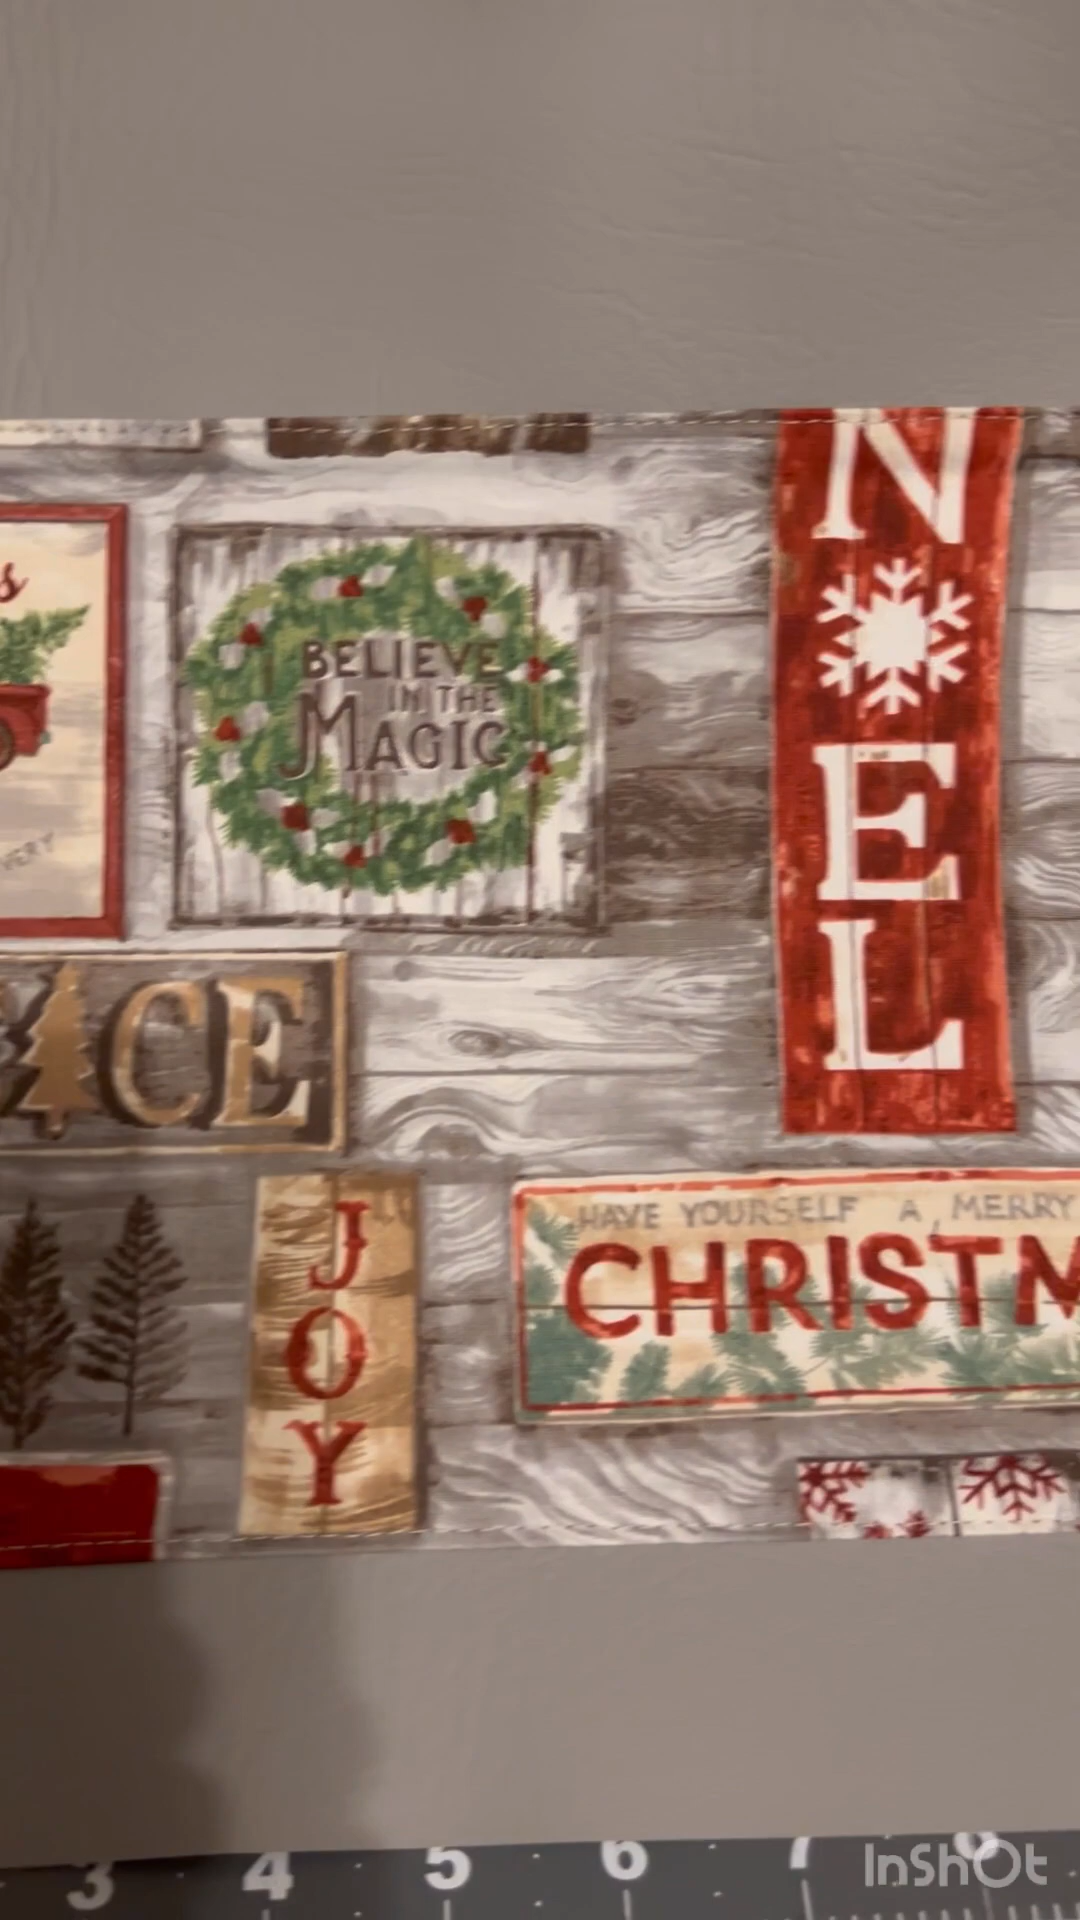 N
E
L
s
BELIEVE
IN THE
MAGIC
CE
J
O
Y
HAVE YOURSELF A MERRY
CHRISTM
3 4 5 6 7 8
InShOt